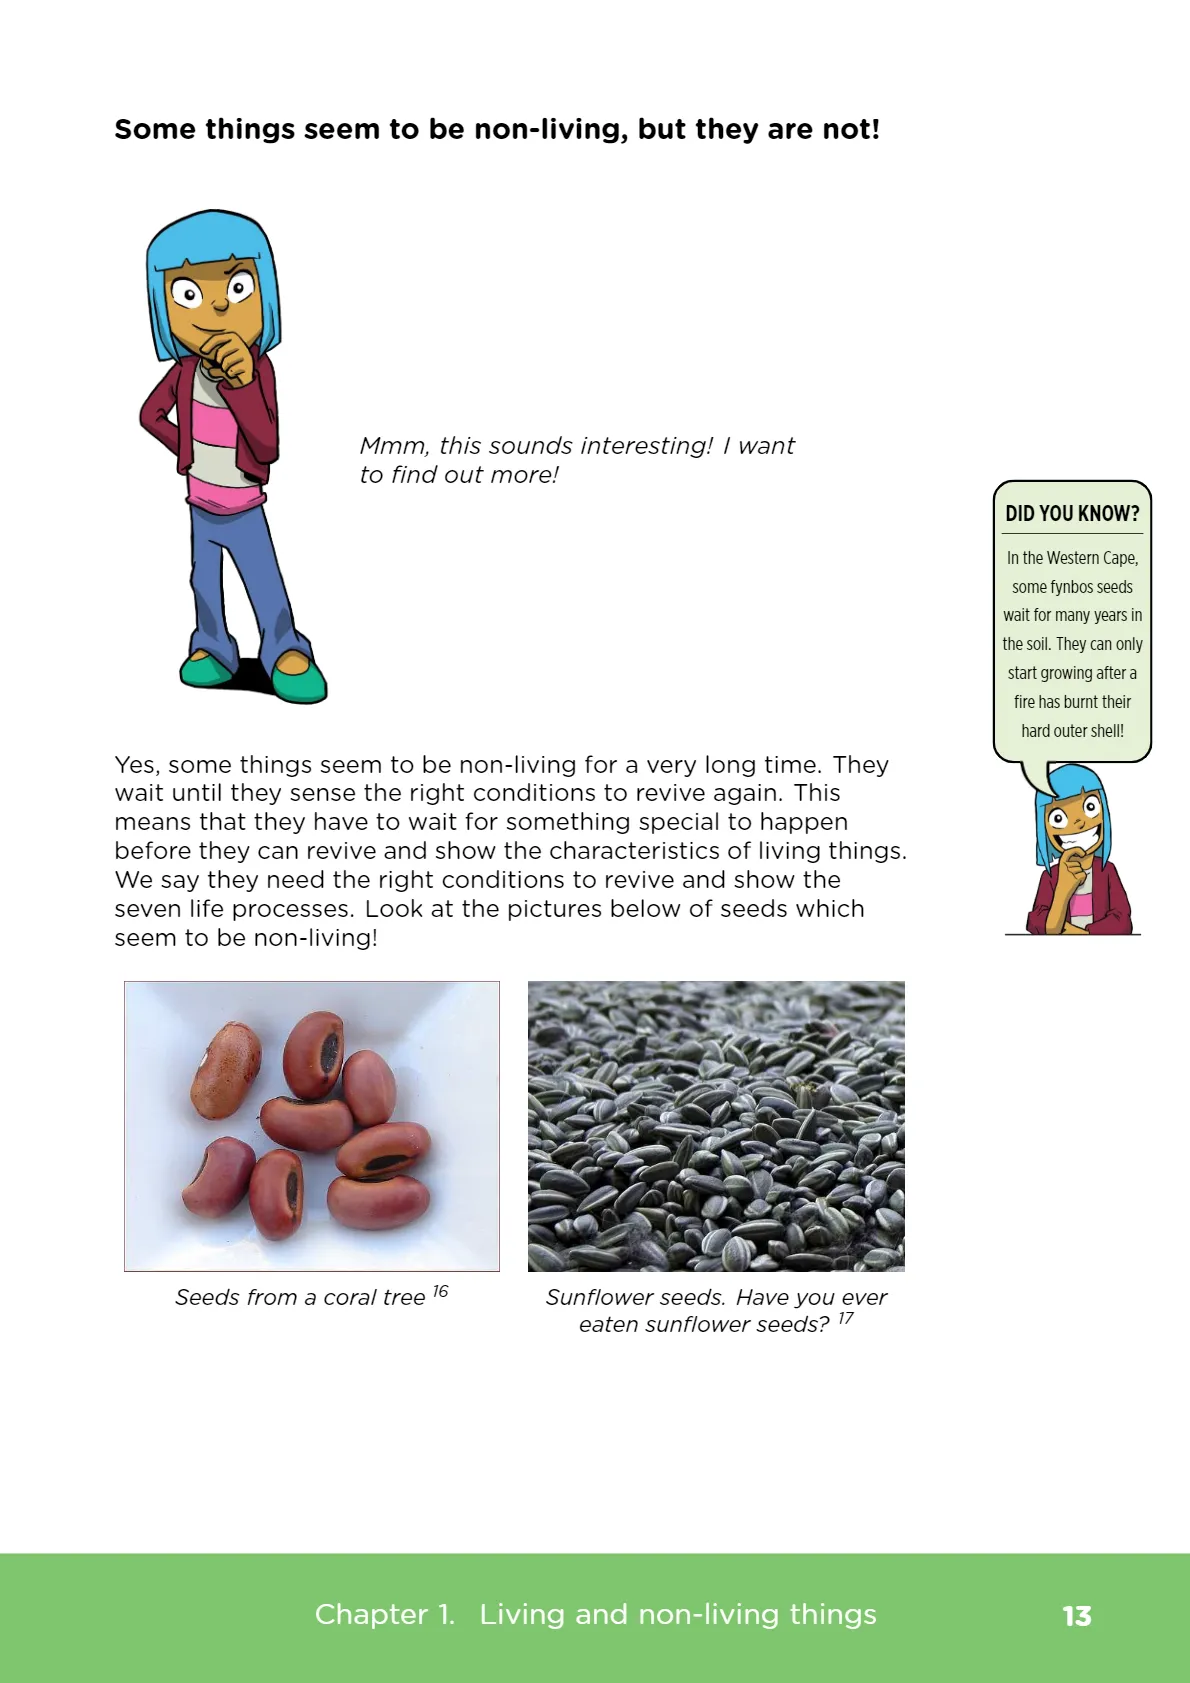 Some things seem to be non-living, but they are not!
Mmm, this sounds interesting! I want
to find out more!
DID YOU KNOW?
In the Western Cape,
some fynbos seeds
wait for many years in
the soil. They can only
start growing after a
fire has burnt their
hard outer shell!
Yes, some things seem to be non-living for a very long time. They
wait until they sense the right conditions to revive again. This
means that they have to wait for something special to happen
before they can revive and show the characteristics of living things.
We say they need the right conditions to revive and show the
seven life processes. Look at the pictures below of seeds which
seem to be non-living!
Seeds from a coral tree 16
Sunflower seeds. Have you ever
eaten sunflower seeds? 17
Chapter 1. Living and non-living things 13